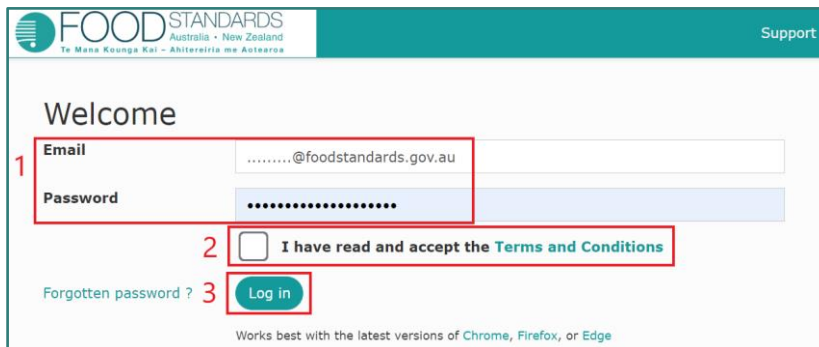 FOOD STANDARDS
Australia • New Zealand
Te Mana Kounga Kai – Ahitereiria me Aotearoa
Support
Welcome
1
Email
.........@foodstandards.gov.au
Password
••••••••••••••••••••
2
I have read and accept the Terms and Conditions
Forgotten password ?
3
Log in
Works best with the latest versions of Chrome, Firefox, or Edge